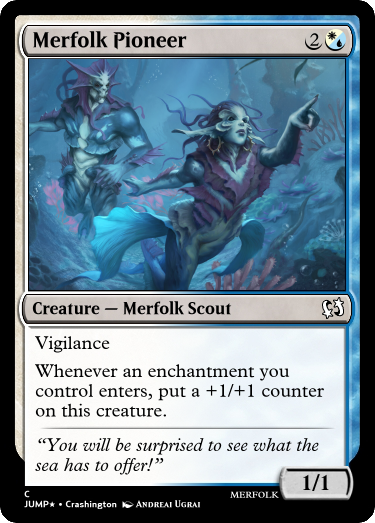 Merfolk Pioneer 2
Creature — Merfolk Scout
Vigilance
Whenever an enchantment you
control enters, put a +1/+1 counter
on this creature.
“You will be surprised to see what the
sea has to offer!”
1/1
C
JUMP★ • Crashington Andreai Ugrai
MERFOLK